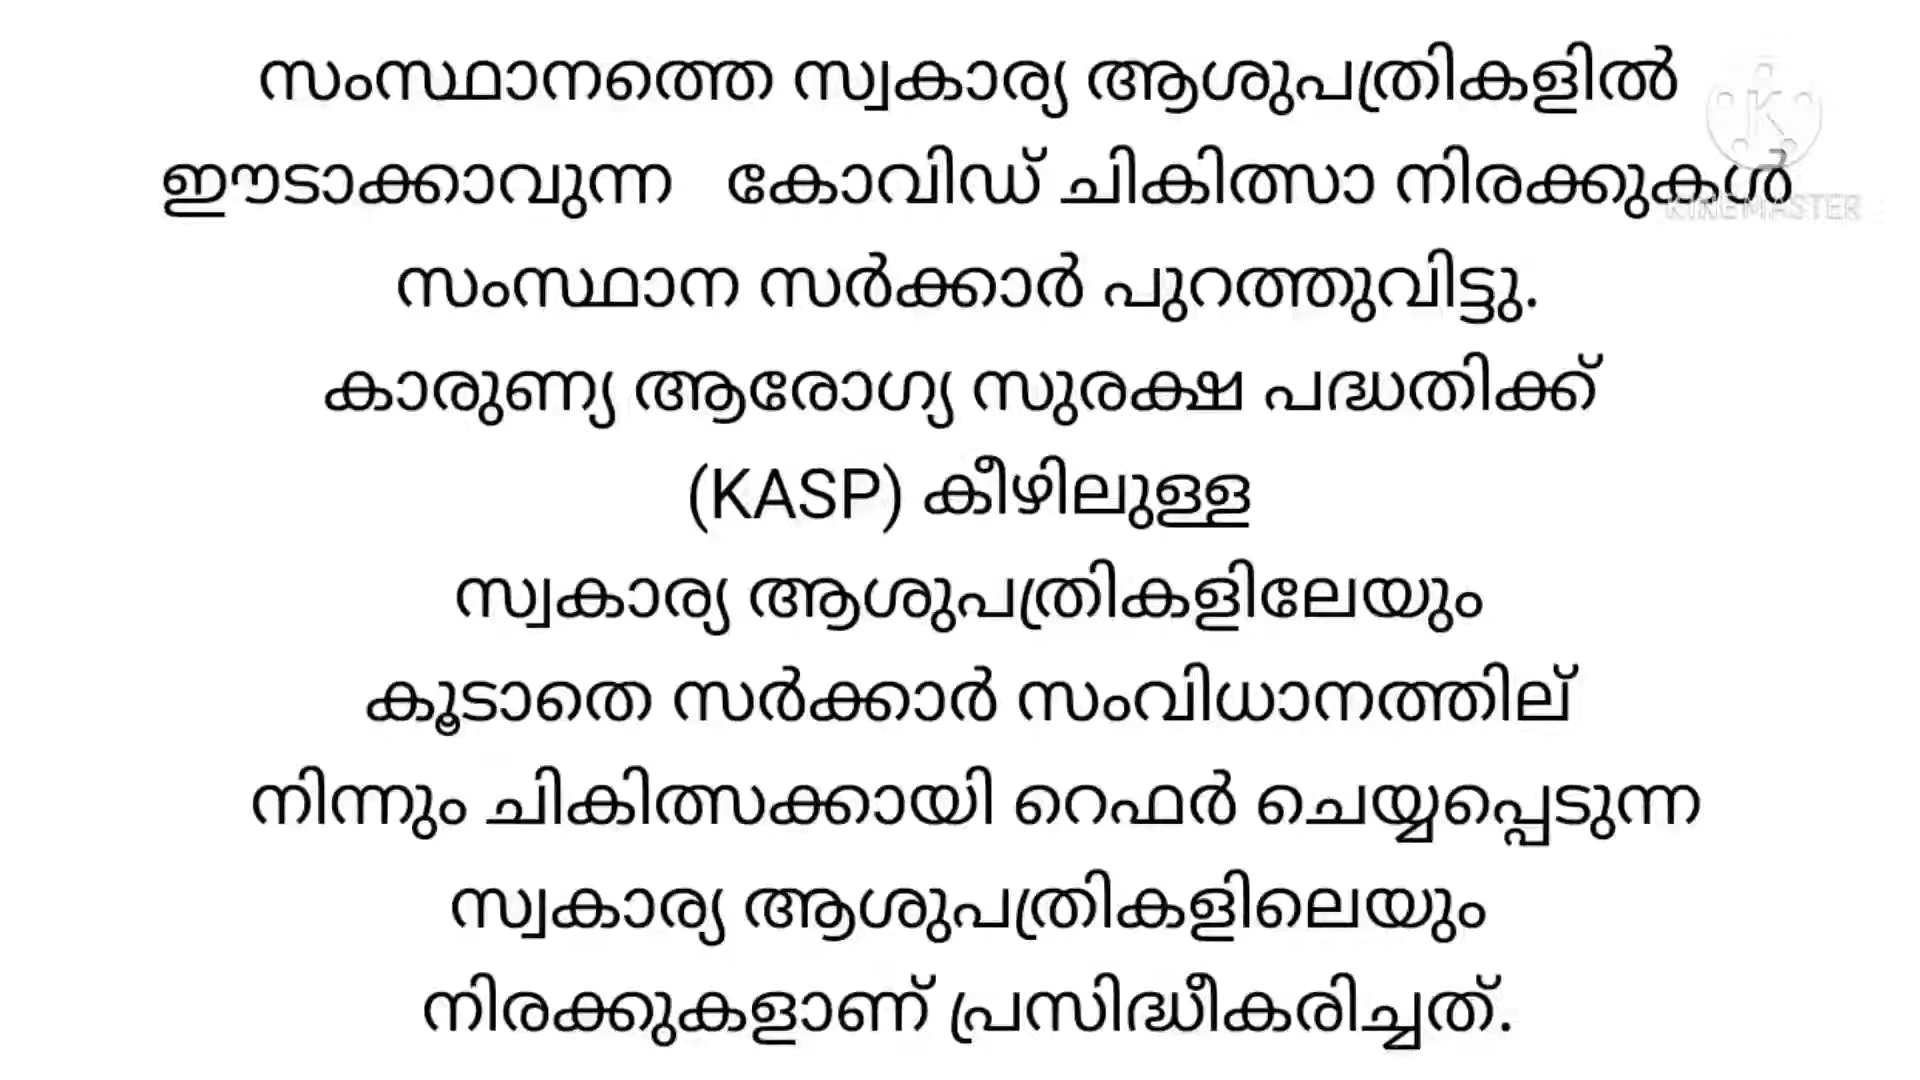 സംസ്ഥാനത്തെ സ്വകാര്യ ആശുപത്രികളിൽ
ഈടാക്കാവുന്ന കോവിഡ് ചികിത്സാ നിരക്കുകൾ
KINEMASTER
സംസ്ഥാന സർക്കാർ പുറത്തുവിട്ടു.
കാരുണ്യ ആരോഗ്യ സുരക്ഷ പദ്ധതിക്ക്
(KASP) കീഴിലുള്ള
സ്വകാര്യ ആശുപത്രികളിലേയും
കൂടാതെ സർക്കാർ സംവിധാനത്തില്
നിന്നും ചികിത്സക്കായി റെഫർ ചെയ്യപ്പെടുന്ന
സ്വകാര്യ ആശുപത്രികളിലെയും
നിരക്കുകളാണ് പ്രസിദ്ധീകരിച്ചത്.